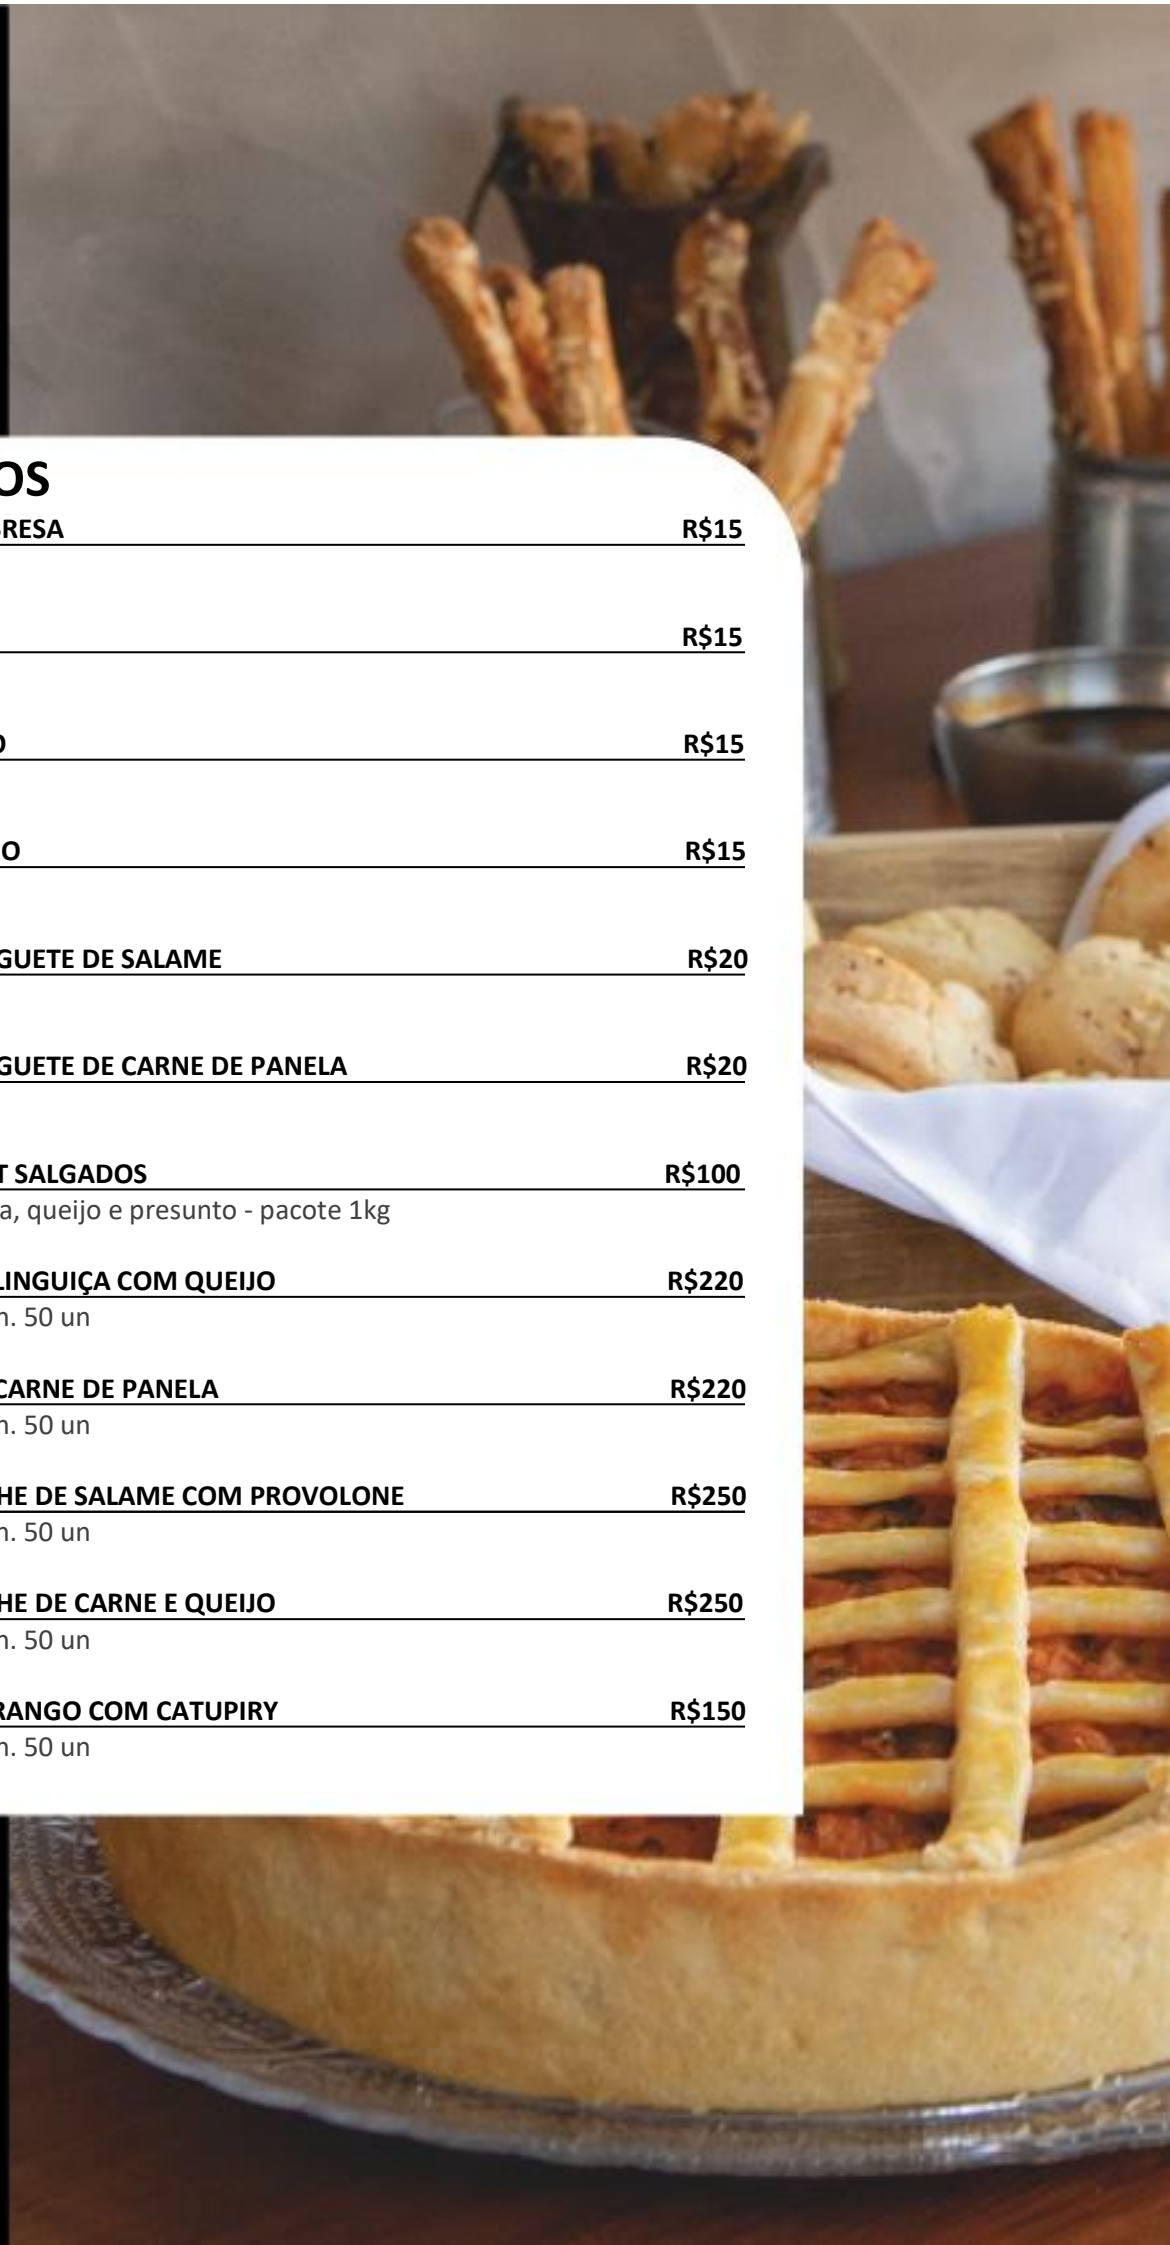 OS
BRESA R$15
R$15
O R$15
O R$15
GUETE DE SALAME R$20
GUETE DE CARNE DE PANELA R$20
T SALGADOS R$100
a, queijo e presunto - pacote 1kg
LINGUIÇA COM QUEIJO R$220
n. 50 un
CARNE DE PANELA R$220
n. 50 un
HE DE SALAME COM PROVOLONE R$250
n. 50 un
HE DE CARNE E QUEIJO R$250
n. 50 un
RANGO COM CATUPIRY R$150
n. 50 un